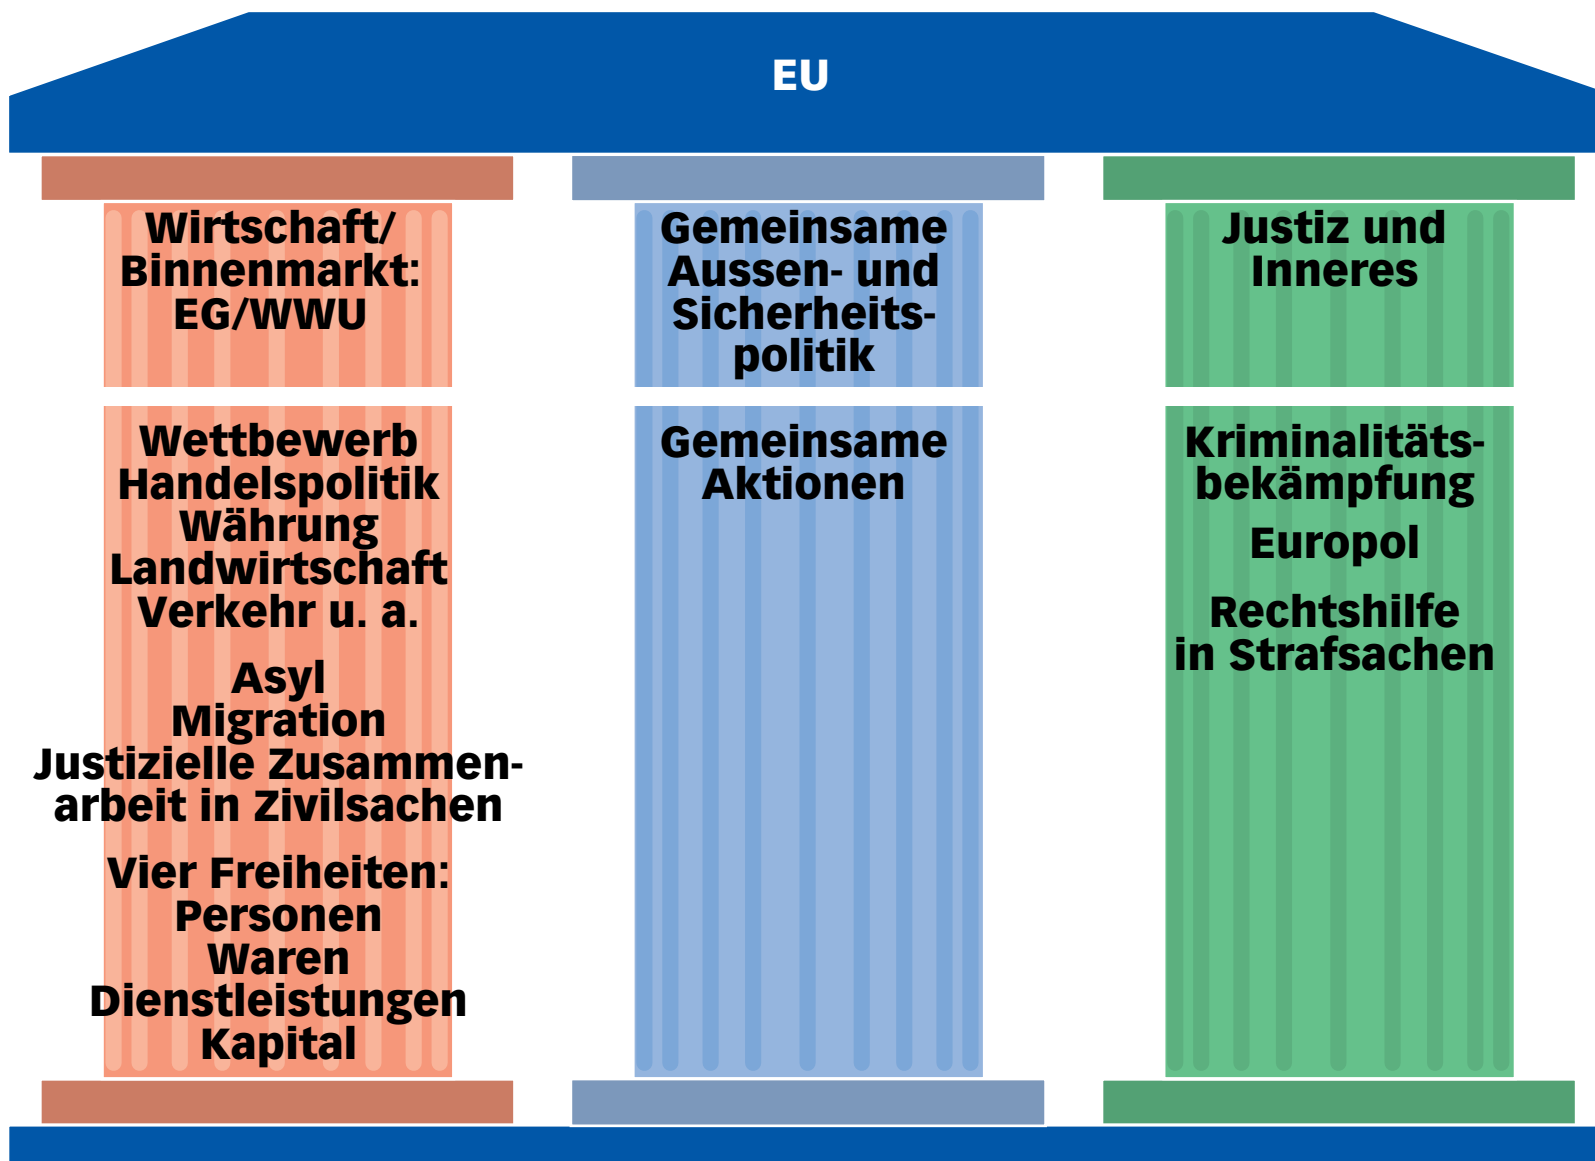 EU
Wirtschaft/
Binnenmarkt:
EG/WWU
Wettbewerb
Handelspolitik
Währung
Landwirtschaft
Verkehr u. a.
Asyl
Migration
Justizielle Zusammen-
arbeit in Zivilsachen
Vier Freiheiten:
Personen
Waren
Dienstleistungen
Kapital
Gemeinsame
Aussen- und
Sicherheits-
politik
Gemeinsame
Aktionen
Justiz und
Inneres
Kriminalitäts-
bekämpfung
Europol
Rechtshilfe
in Strafsachen